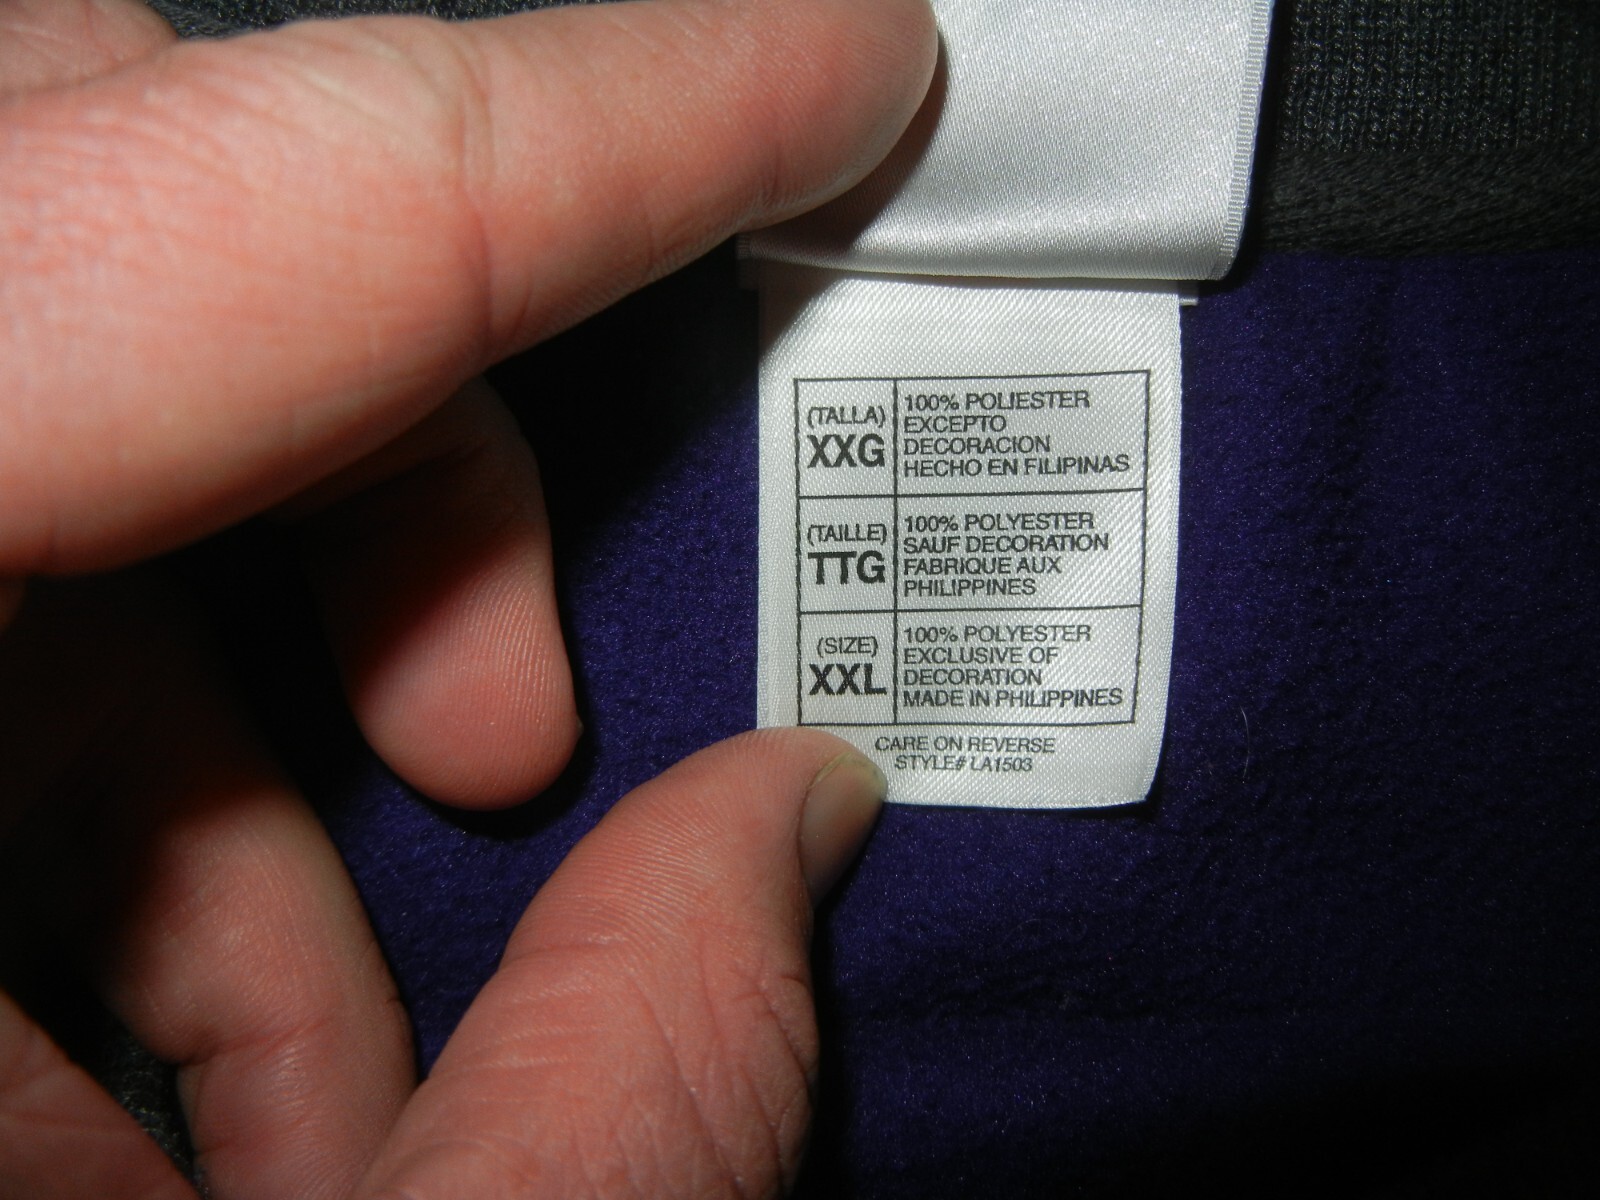 (TALLA)
XXG
100% POLIESTER
EXCEPTO
DECORACION
HECHO EN FILIPINAS
(TAILLE)
TTG
100% POLYESTER
SAUF DECORATION
FABRIQUE AUX
PHILIPPINES
(SIZE)
XXL
100% POLYESTER
EXCLUSIVE OF
DECORATION
MADE IN PHILIPPINES
CARE ON REVERSE
STYLE# LA1503